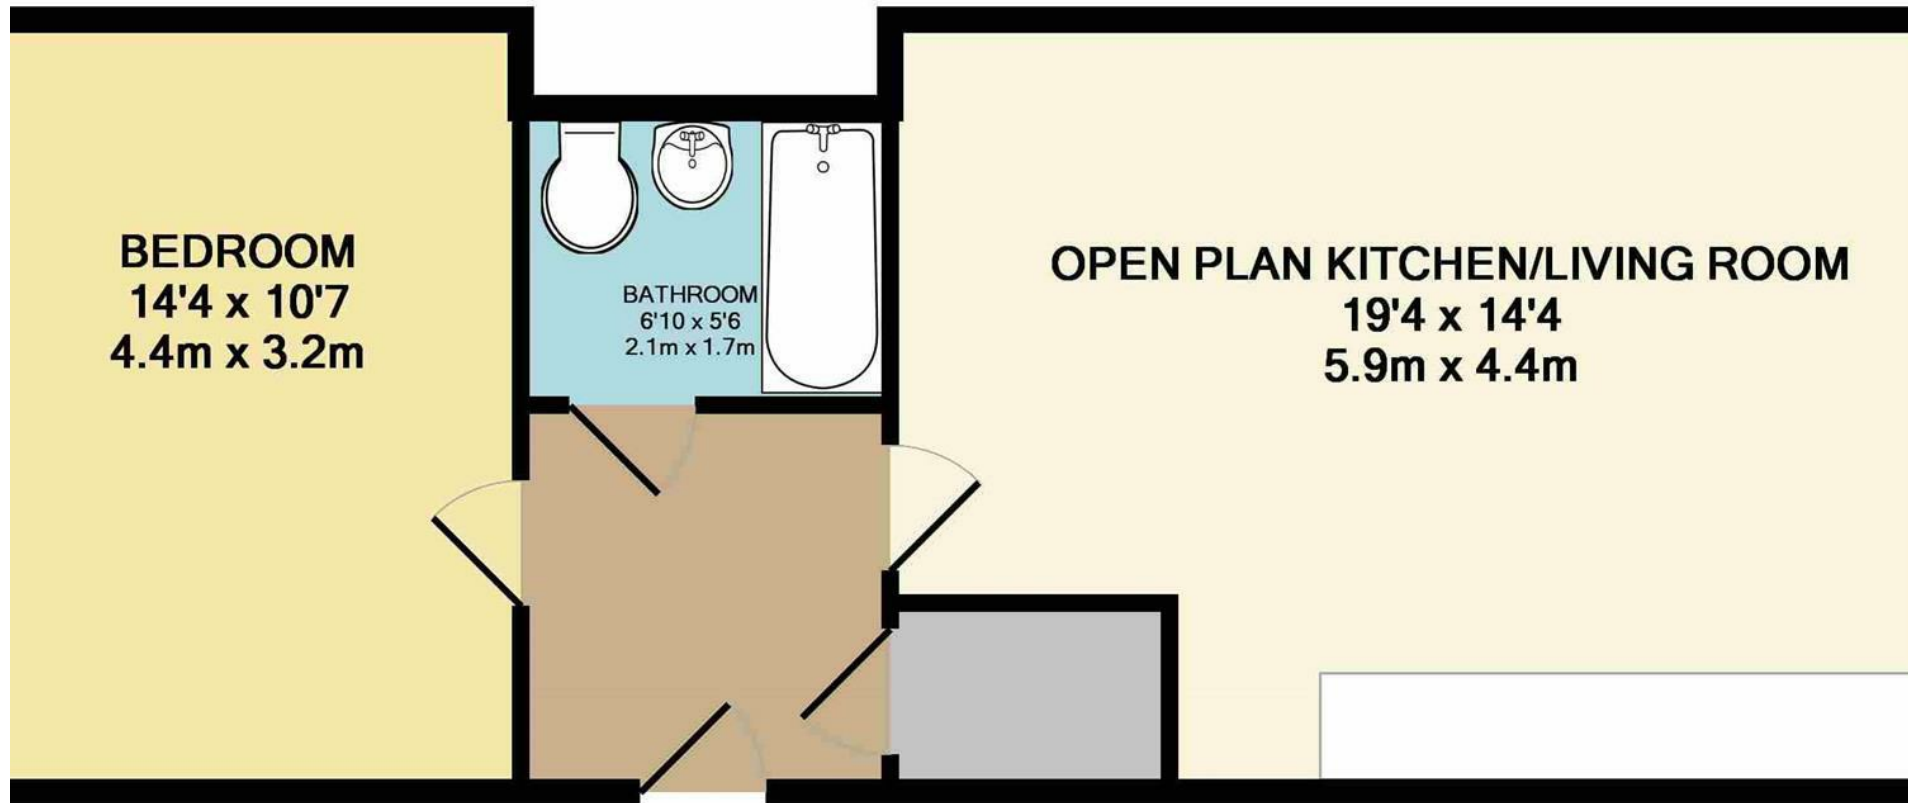 BEDROOM
14'4 x 10'7
4.4m x 3.2m
BATHROOM
6'10 x 5'6
2.1m x 1.7m
OPEN PLAN KITCHEN/LIVING ROOM
19'4 x 14'4
5.9m x 4.4m